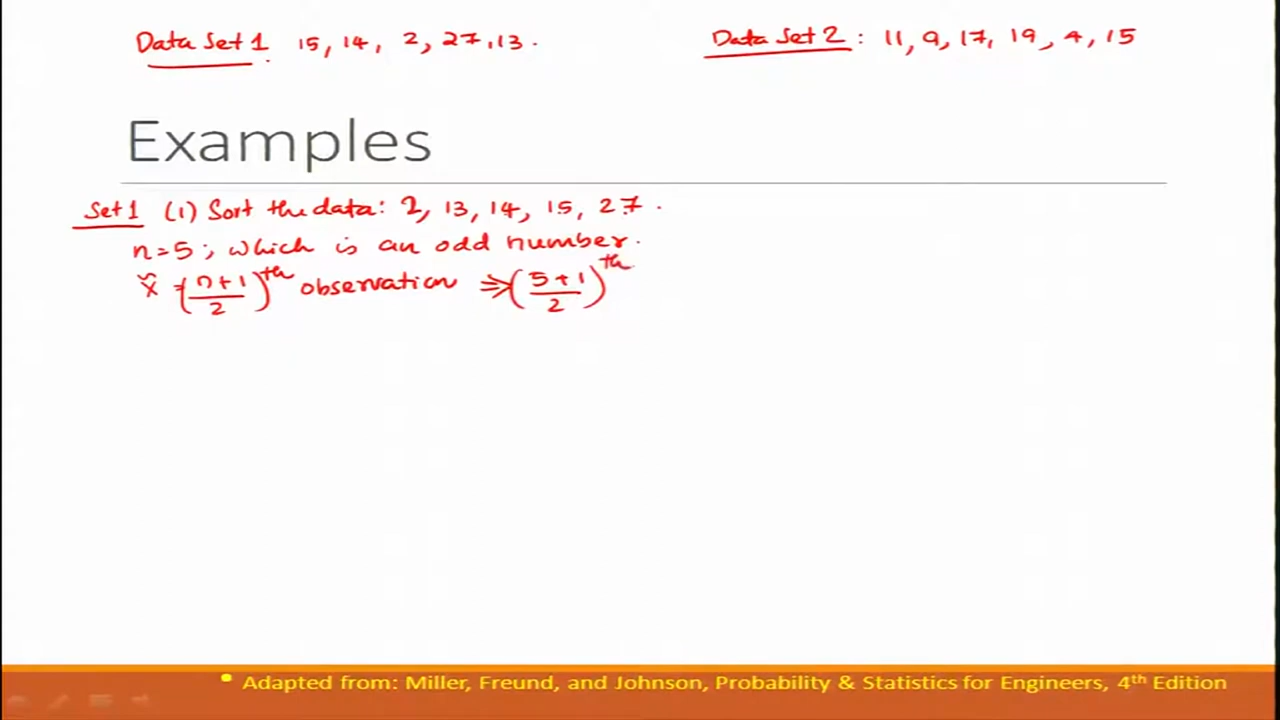 Data Set 1 15, 14, 2, 27, 13.
Data Set 2 : 11, 9, 17, 19, 4, 15
Examples
Set 1 (1) Sort the data: 2, 13, 14, 15, 27.
n=5; which is an odd number.
x̃ = (n+1/2)th observation ⇒ (5+1/2)th
• Adapted from: Miller, Freund, and Johnson, Probability & Statistics for Engineers, 4th Edition